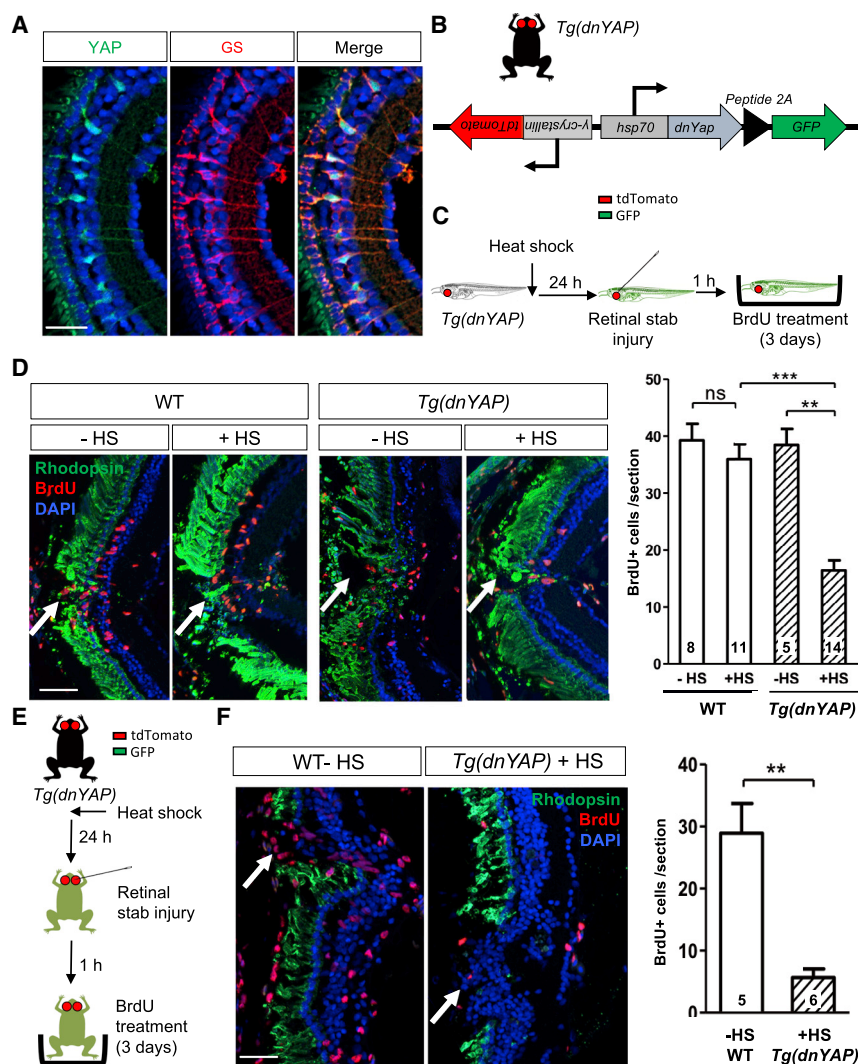 A
YAP
GS
Merge
B
Tg(dnYAP)
Peptide 2A
tdTomato
γ-crystallin
hsp70
dnYap
GFP
C
tdTomato
GFP
Heat shock
24 h
1 h
Tg(dnYAP)
Retinal stab
injury
BrdU treatment
(3 days)
D
WT
Tg(dnYAP)
- HS
+ HS
- HS
+ HS
Rhodopsin
BrdU
DAPI
BrdU+ cells /section
50
40
30
20
10
0
ns
***
**
8
11
5
14
- HS
+HS
-HS
+HS
WT
Tg(dnYAP)
E
tdTomato
GFP
Tg(dnYAP)
Heat shock
24 h
Retinal
stab injury
1 h
BrdU
treatment
(3 days)
F
WT- HS
Tg(dnYAP) + HS
Rhodopsin
BrdU
DAPI
BrdU+ cells /section
40
30
20
10
0
**
5
6
-HS
WT
+HS
Tg(dnYAP)